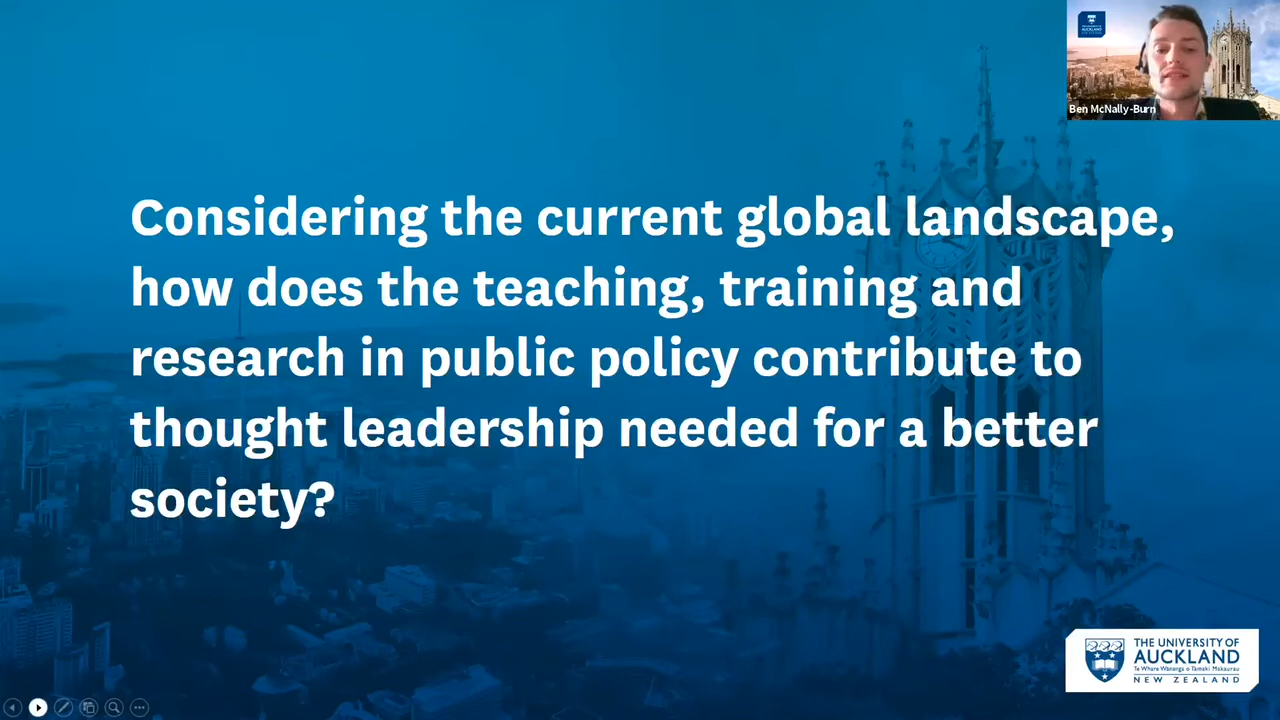 Ben McNally-Burn
Considering the current global landscape,
how does the teaching, training and
research in public policy contribute to
thought leadership needed for a better
society?
THE UNIVERSITY OF
AUCKLAND
Te Whare Wānanga o Tāmaki Makaurau
NEW ZEALAND